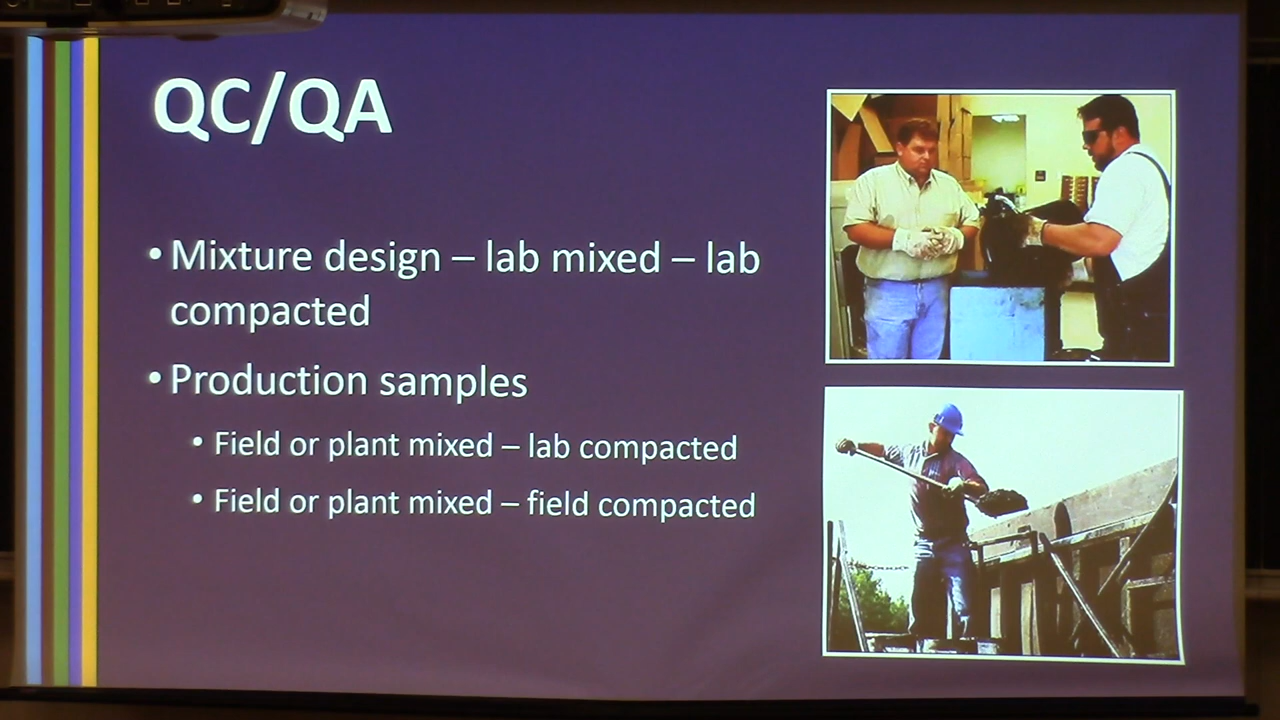 QC/QA
• Mixture design – lab mixed – lab
compacted
• Production samples
• Field or plant mixed – lab compacted
• Field or plant mixed – field compacted